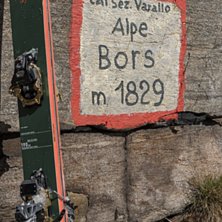 CAI Sez. Varallo
Alpe
Bors
m 1829